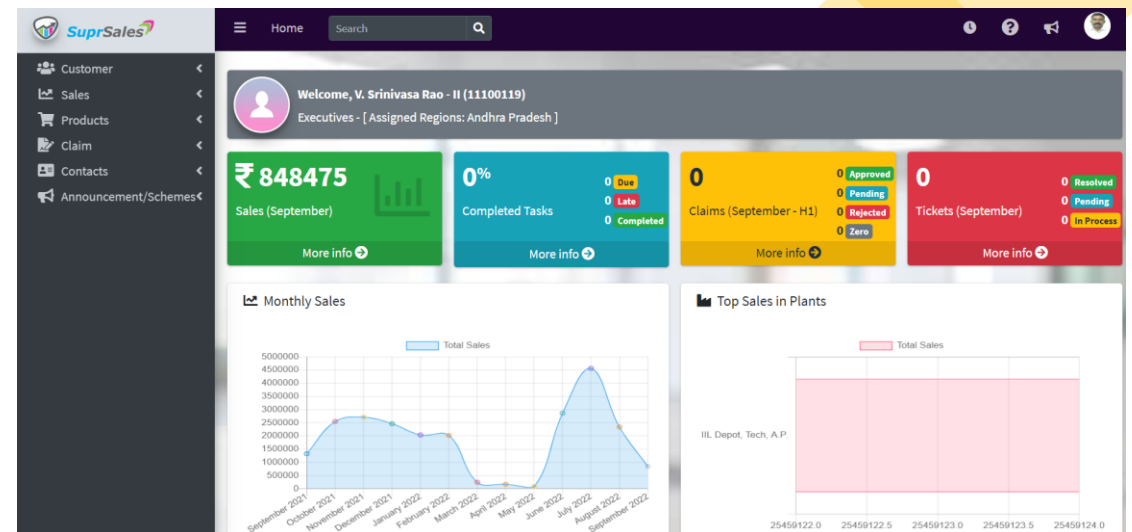 SuprSales
Home
Search
Customer
Sales
Products
Claim
Contacts
Announcement/Schemes
Welcome, V. Srinivasa Rao - II (11100119)
Executives - [ Assigned Regions: Andhra Pradesh ]
₹ 848475
Sales (September)
More info
0%
Completed Tasks
0 Due
0 Late
0 Completed
More info
0
Claims (September - H1)
0 Approved
0 Pending
0 Rejected
0 Zero
More info
0
Tickets (September)
0 Resolved
0 Pending
0 In Process
More info
Monthly Sales
Total Sales
5000000
4500000
4000000
3500000
3000000
2500000
2000000
1500000
1000000
500000
0
September 2021
October 2021
November 2021
December 2021
January 2022
February 2022
March 2022
April 2022
May 2022
June 2022
July 2022
August 2022
September 2022
Top Sales in Plants
Total Sales
IIL Depot, Tech, A.P.
25459122.0 25459122.5 25459123.0 25459123.5 25459124.0